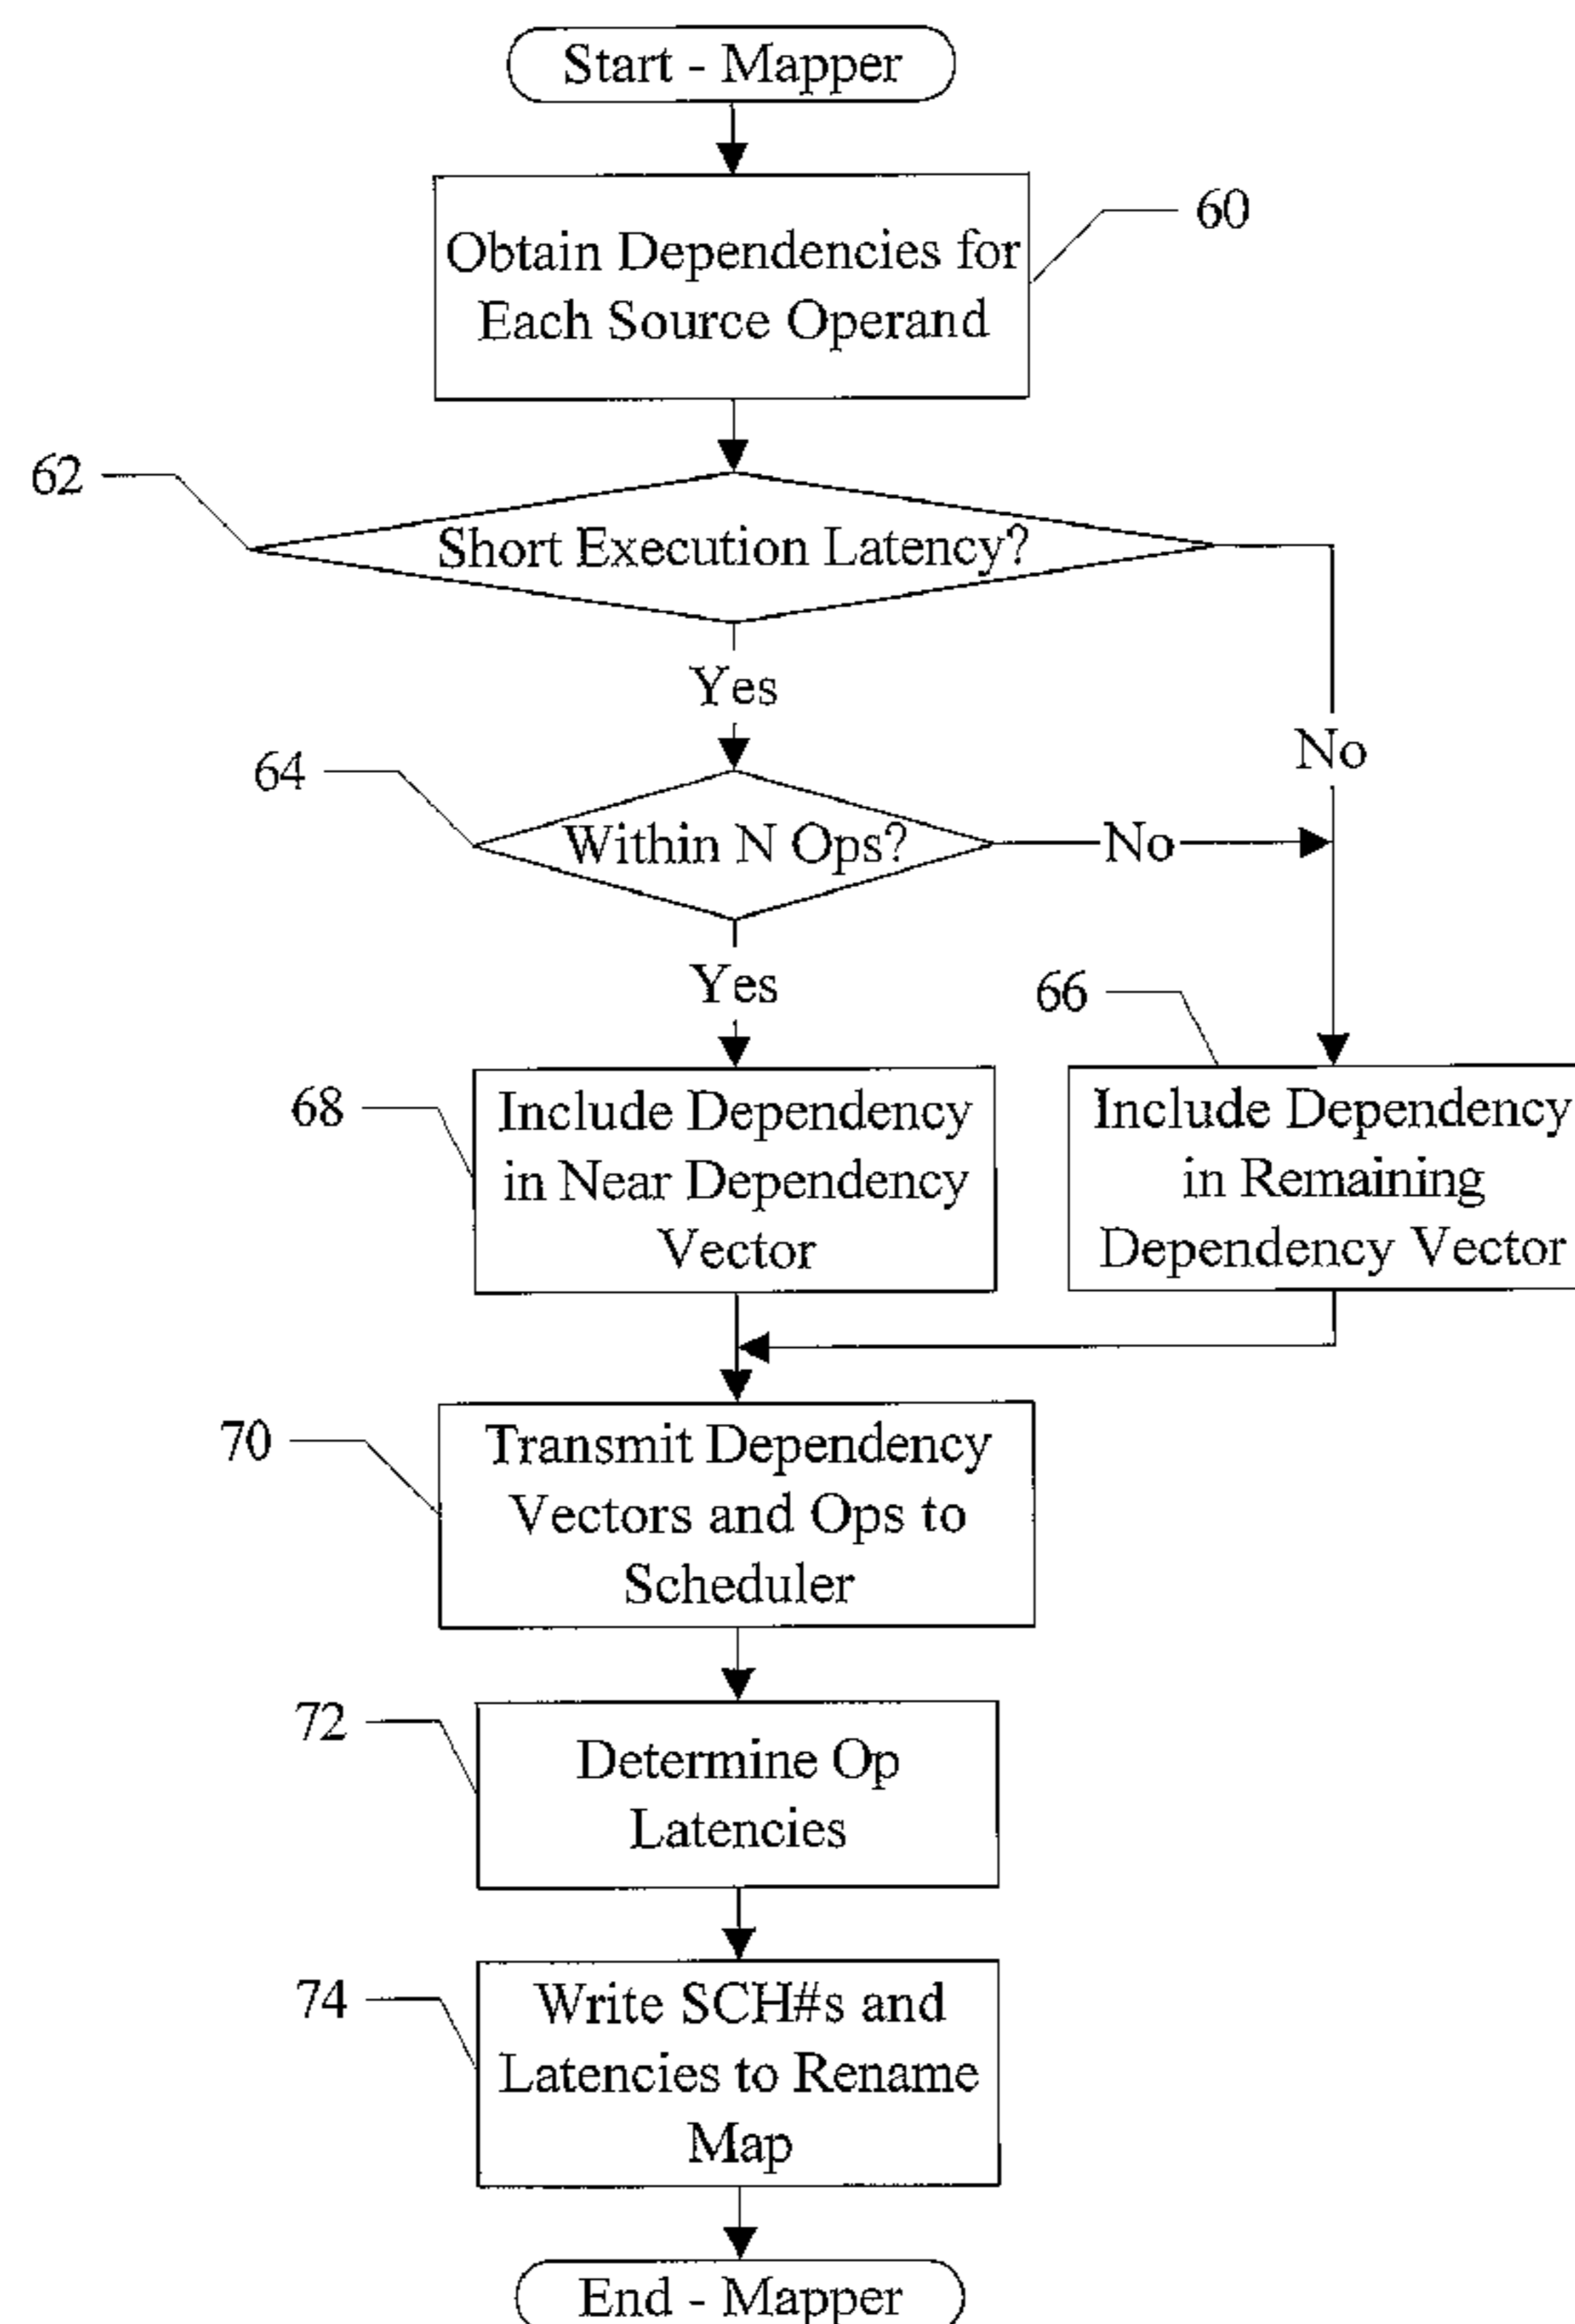 Start - Mapper
Obtain Dependencies for
Each Source Operand
60
62
Short Execution Latency?
Yes
No
64
Within N Ops?
No
Yes
66
68
Include Dependency
in Near Dependency
Vector
Include Dependency
in Remaining
Dependency Vector
70
Transmit Dependency
Vectors and Ops to
Scheduler
72
Determine Op
Latencies
74
Write SCH#s and
Latencies to Rename
Map
End - Mapper